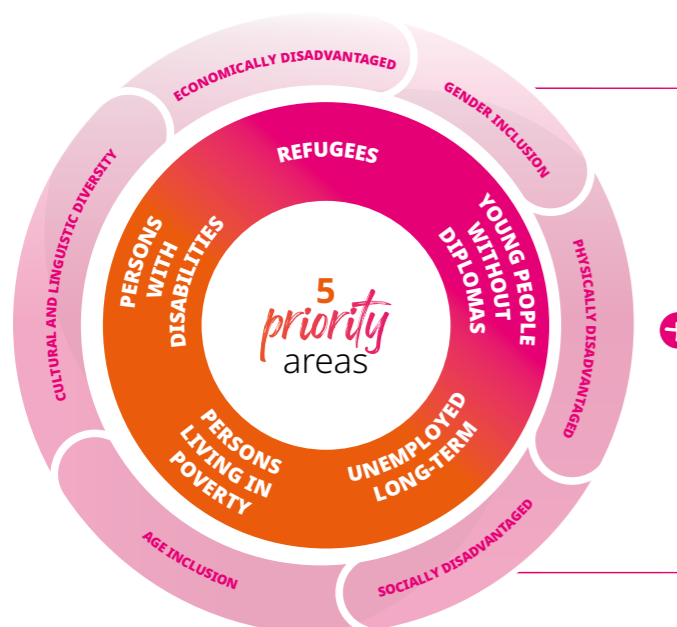 ECONOMICALLY DISADVANTAGED
GENDER INCLUSION
PHYSICALLY DISADVANTAGED
SOCIALLY DISADVANTAGED
AGE INCLUSION
CULTURAL AND LINGUISTIC DIVERSITY
REFUGEES
YOUNG PEOPLE
WITHOUT
DIPLOMAS
UNEMPLOYED
LONG-TERM
PERSONS
LIVING IN
POVERTY
PERSONS
WITH
DISABILITIES
5
priority
areas